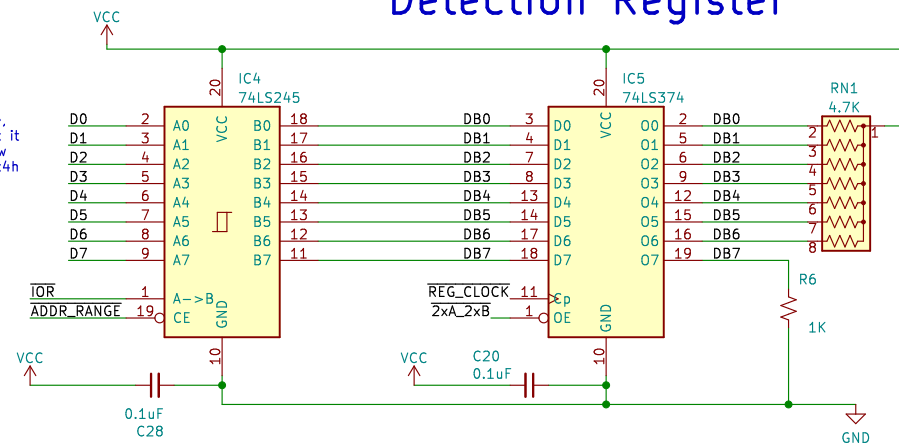 Detection Register
VCC
IC4
74LS245
IC5
74LS374
RN1
4.7K
it
4h
20
VCC
20
VCC
D0 2 A0 B0 18 DB0 3 D0 O0 2 DB0 2 1
D1 3 A1 B1 17 DB1 4 D1 O1 5 DB1 3
D2 4 A2 B2 16 DB2 7 D2 O2 6 DB2 4
D3 5 A3 B3 15 DB3 8 D3 O3 9 DB3 5
D4 6 A4 B4 14 DB4 13 D4 O4 12 DB4 6
D5 7 A5 B5 13 DB5 14 D5 O5 15 DB5 7
D6 8 A6 B6 12 DB6 17 D6 O6 16 DB6 8
D7 9 A7 B7 11 DB7 18 D7 O7 19 DB7
R6
1K
IOR 1 A->B
ADDR_RANGE 19 CE
GND
10
REG_CLOCK 11 Cp
2xA_2xB 1 OE
GND
10
VCC
0.1uF
C28
VCC
C20
0.1uF
GND